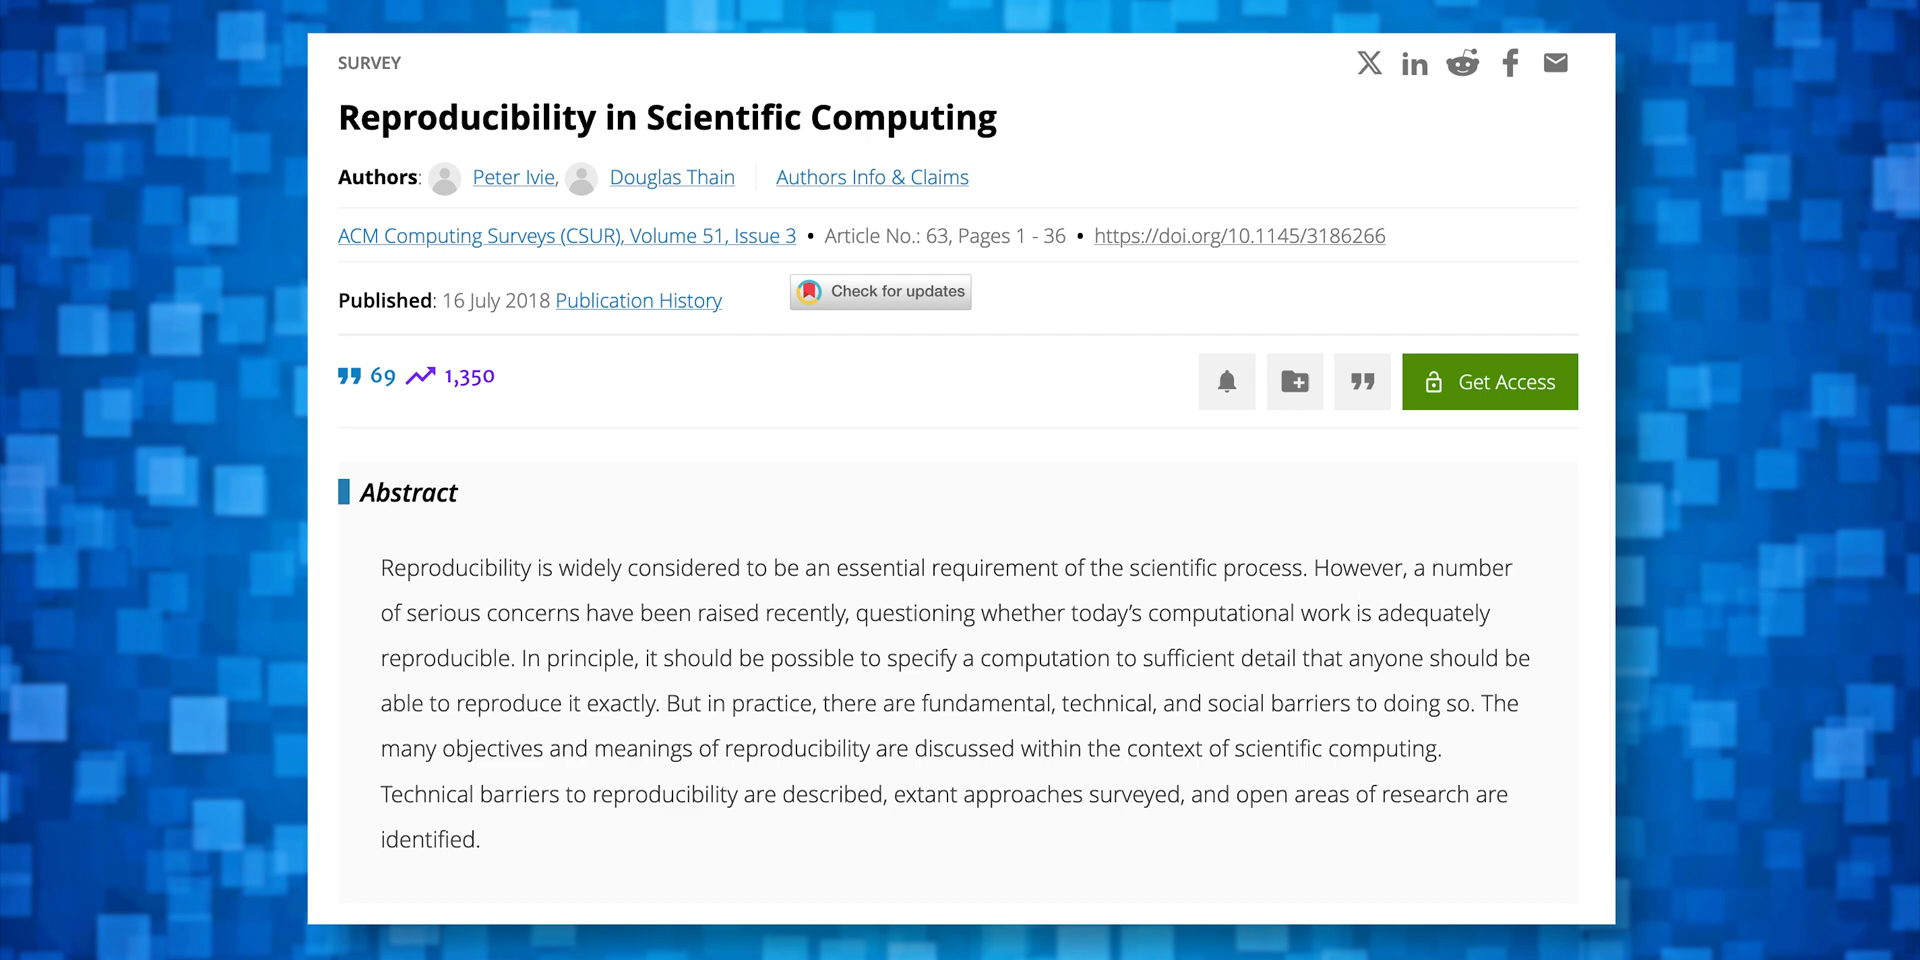 SURVEY
Reproducibility in Scientific Computing
Authors: Peter Ivie, Douglas Thain Authors Info & Claims
ACM Computing Surveys (CSUR), Volume 51, Issue 3 • Article No.: 63, Pages 1 - 36 • https://doi.org/10.1145/3186266
Published: 16 July 2018 Publication History Check for updates
69 1,350 Get Access
Abstract
Reproducibility is widely considered to be an essential requirement of the scientific process. However, a number
of serious concerns have been raised recently, questioning whether today’s computational work is adequately
reproducible. In principle, it should be possible to specify a computation to sufficient detail that anyone should be
able to reproduce it exactly. But in practice, there are fundamental, technical, and social barriers to doing so. The
many objectives and meanings of reproducibility are discussed within the context of scientific computing.
Technical barriers to reproducibility are described, extant approaches surveyed, and open areas of research are
identified.